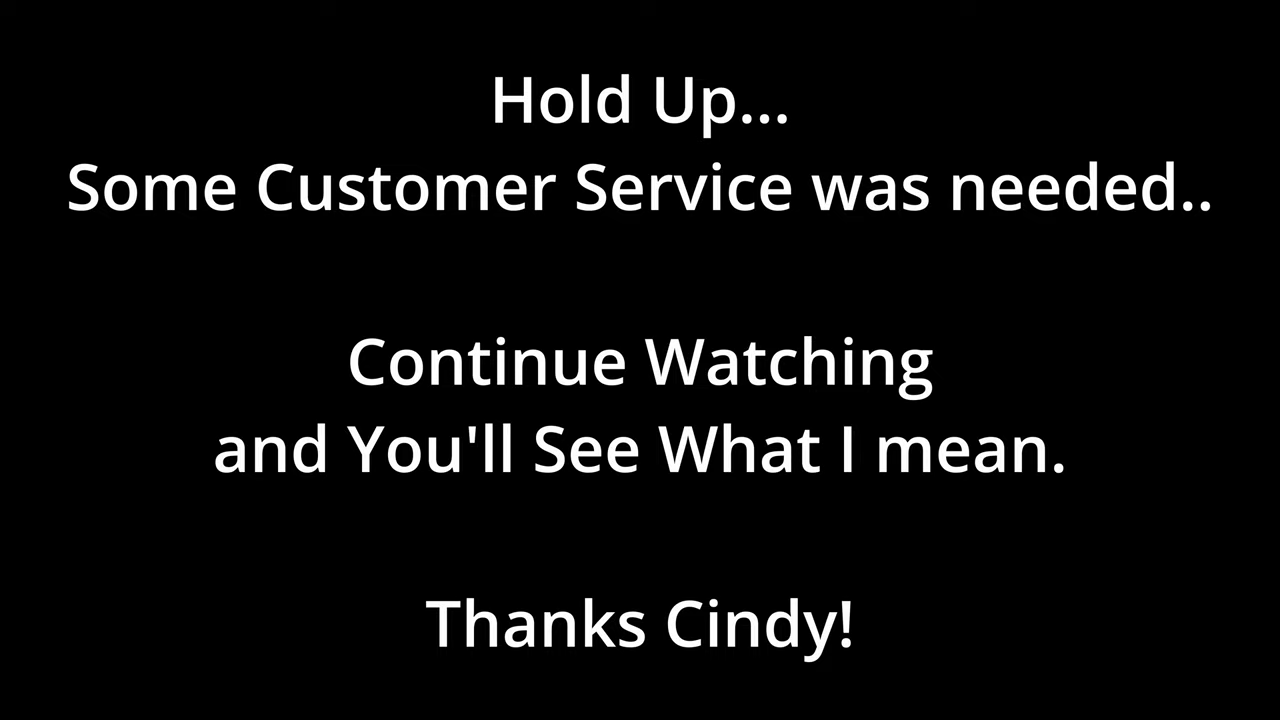 Hold Up...
Some Customer Service was needed..
Continue Watching
and You'll See What I mean.
Thanks Cindy!